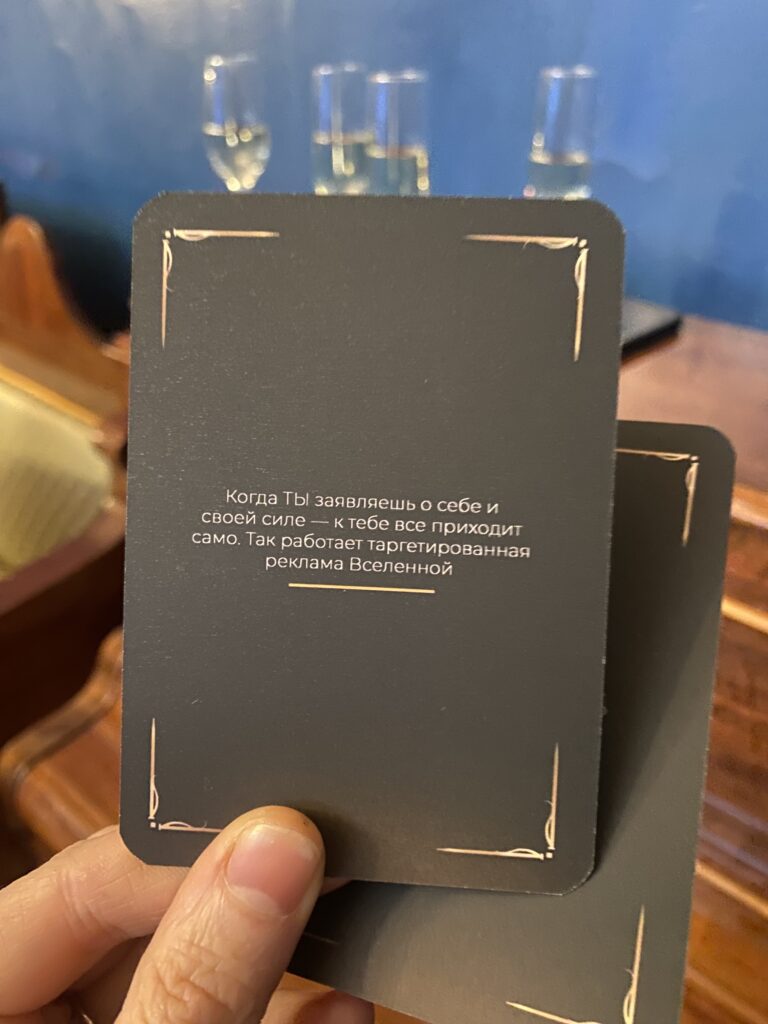 Когда ТЫ заявляешь о себе и
своей силе — к тебе все приходит
само. Так работает таргетированная
реклама Вселенной